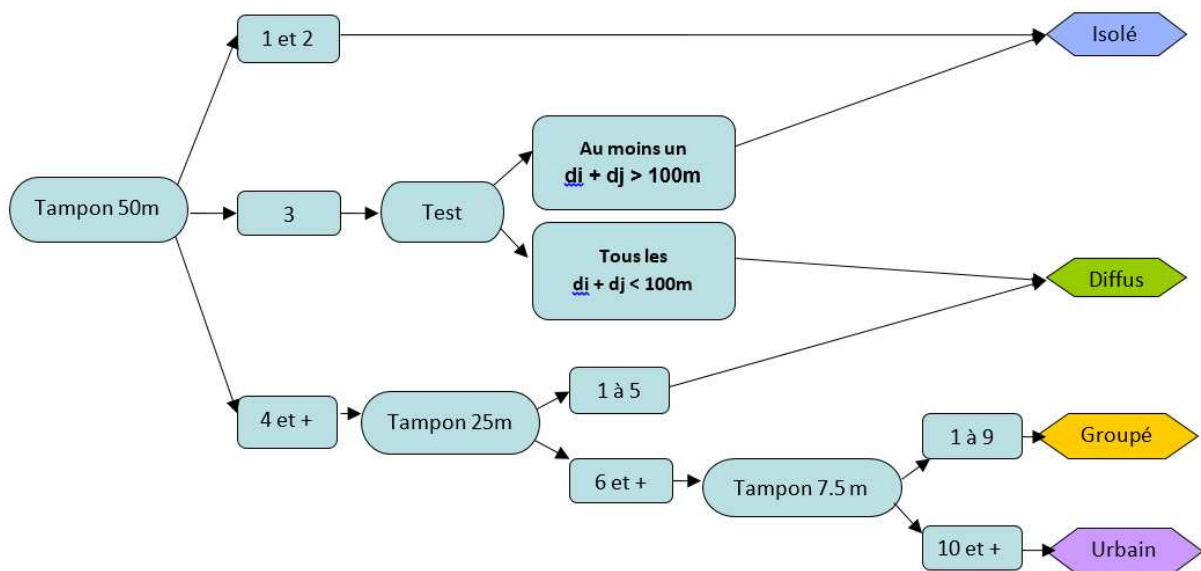 1 et 2
Isolé
Au moins un
di + dj > 100m
Tampon 50m
3
Test
Tous les
di + dj < 100m
Diffus
4 et +
Tampon 25m
1 à 5
6 et +
Tampon 7.5 m
1 à 9
Groupé
10 et +
Urbain